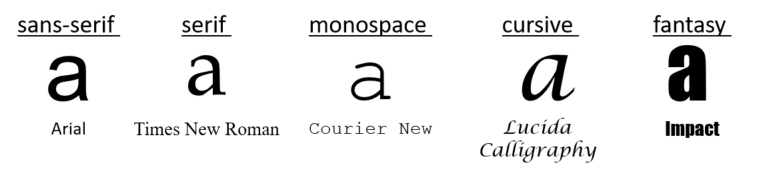 sans-serif serif monospace cursive fantasy
a a a a a
Arial Times New Roman Courier New Lucida Calligraphy Impact